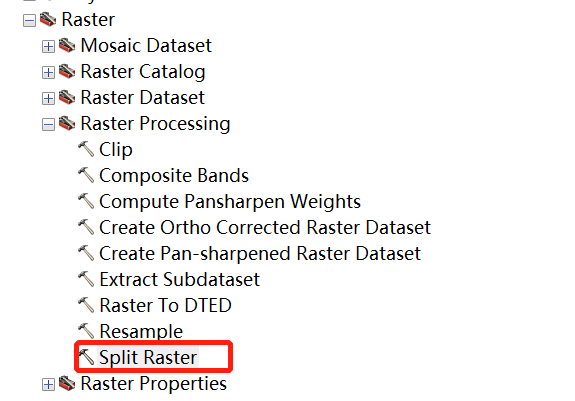 Raster
Mosaic Dataset
Raster Catalog
Raster Dataset
Raster Processing
Clip
Composite Bands
Compute Pansharpen Weights
Create Ortho Corrected Raster Dataset
Create Pan-sharpened Raster Dataset
Extract Subdataset
Raster To DTED
Resample
Split Raster
Raster Properties